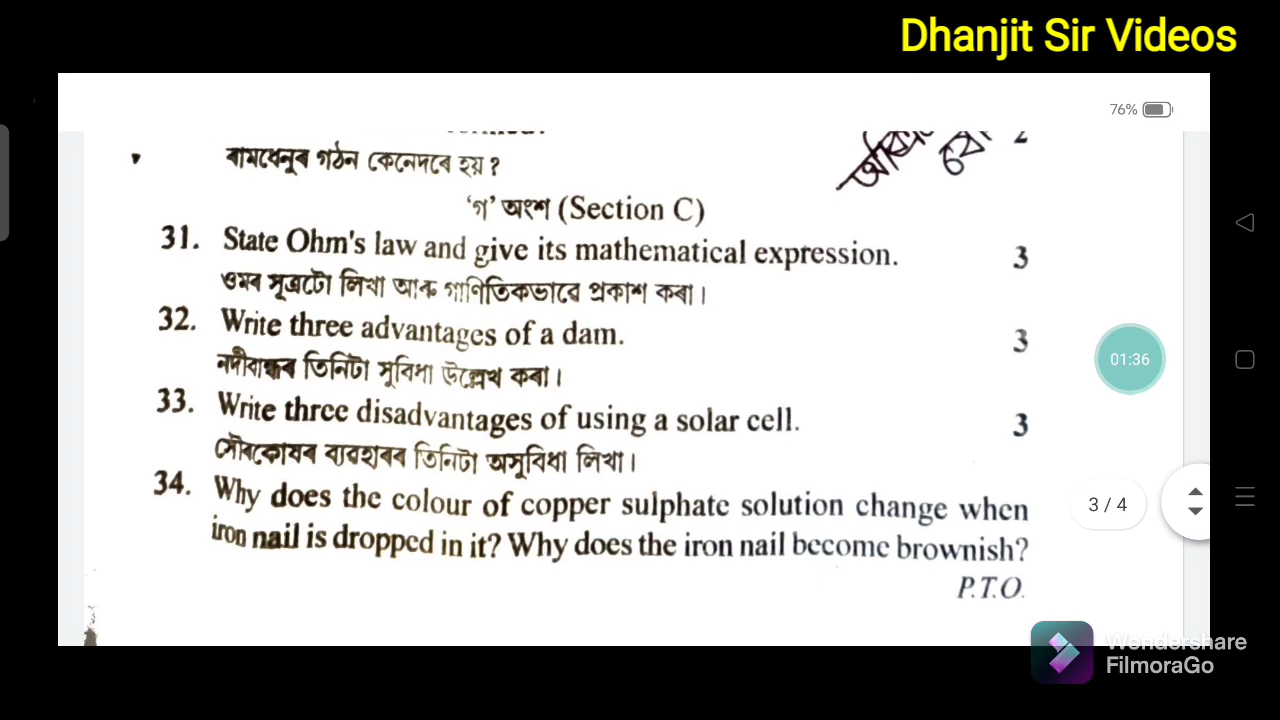 Dhanjit Sir Videos
76%
ৰামধেনুৰ গঠন কেনেদৰে হয় ?
2
‘গ’ অংশ (Section C)
31. State Ohm's law and give its mathematical expression. 3
ওমৰ সূত্ৰটো লিখা আৰু গাণিতিকভাৱে প্ৰকাশ কৰা।
32. Write three advantages of a dam. 3
নদীবান্ধৰ তিনিটা সুবিধা উল্লেখ কৰা।
01:36
33. Write three disadvantages of using a solar cell. 3
সৌৰকোষৰ ব্যৱহাৰৰ তিনিটা অসুবিধা লিখা।
34. Why does the colour of copper sulphate solution change when
3 / 4
iron nail is dropped in it? Why does the iron nail become brownish?
P.T.O.
Wondershare
FilmoraGo